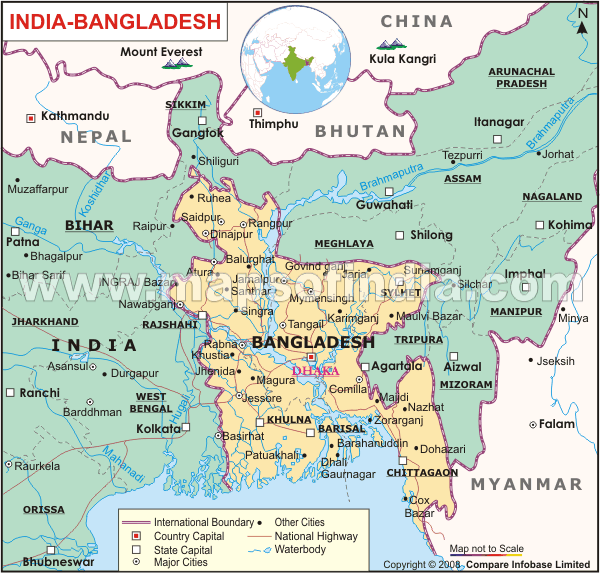 INDIA-BANGLADESH
CHINA
N
Mount Everest
Kula Kangri
ARUNACHAL
PRADESH
SIKKIM
Kathmandu
Thimphu
Itanagar
NEPAL
Gangtok
BHUTAN
Brahmaputra
Shiliguri
Tezpurri
Jorhat
Koshidhar
Brahmaputra
ASSAM
Muzaffarpur
Ruhea
Guwahati
NAGALAND
Saidpur
Rangpur
Ganga
BIHAR
Raipur
Dinajpur
Shilong
Kohima
Patna
MEGHLAYA
Bhagalpur
Balurghat
Govind ganj
Sunamganj
Bihar Sarif
INGRAJ Bazar
Atura
Jamalpur
Jaria
Silchar
Imphal
Santhar
Mymensingh
SYLHET
www.mapsofindia.com
Nawabganj
Singra
Karimganj
Maulvi Bazar
MANIPUR
Minya
JHARKHAND
RAJSHAHI
Tangail
TRIPURA
INDIA
Rabna
BANGLADESH
Khustia
DHAKA
Agartala
Aizwal
Jseksih
Asansul
Durgapur
Jhenida
Magura
Comilla
MIZORAM
Ranchi
WEST
BENGAL
Jessore
Majidi
Nazhat
Barddhman
Hugal
KHULNA
Zorarganj
Kolkata
BARISAL
Falam
Basirhat
Barahanuddin
Mahanadi
Patuakhali
Dhali
Gaurnagar
Dohazari
Raurkela
CHITTAGAON
MYANMAR
Cox
Bazar
ORISSA
Bhubneswar
International Boundary
Other Cities
Country Capital
National Highway
State Capital
Waterbody
Major Cities
Map not to Scale
Copyright © 2008 Compare Infobase Limited